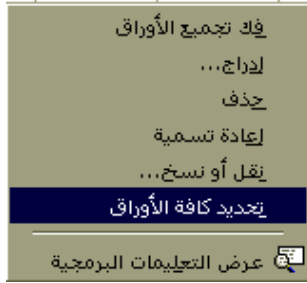 فك تجميع الأوراق
إدراج...
حذف
إعادة تسمية
نقل أو نسخ...
تحديد كافة الأوراق
عرض التعليمات البرمجية